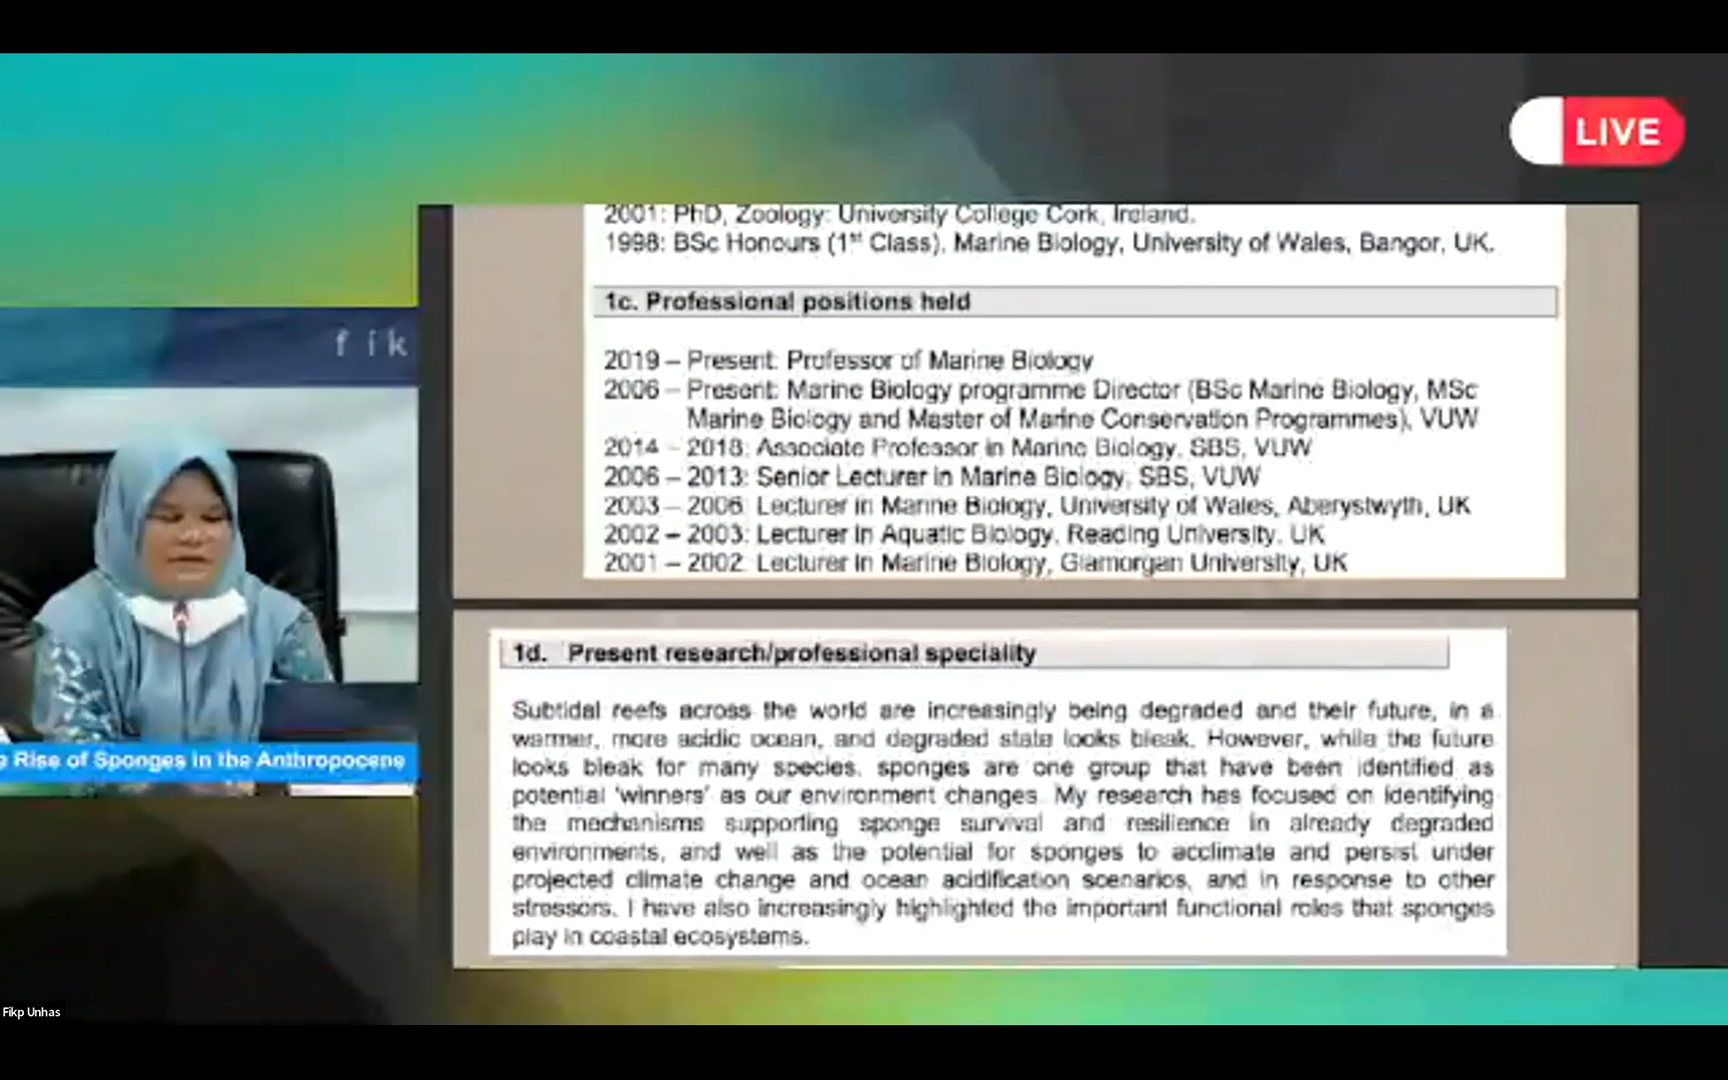 LIVE
2001: PhD, Zoology: University College Cork, Ireland.
1998: BSc Honours (1st Class), Marine Biology, University of Wales, Bangor, UK.
1c. Professional positions held
2019 – Present: Professor of Marine Biology
2006 – Present: Marine Biology programme Director (BSc Marine Biology, MSc
Marine Biology and Master of Marine Conservation Programmes), VUW
2014 – 2018: Associate Professor in Marine Biology, SBS, VUW
2006 – 2013: Senior Lecturer in Marine Biology, SBS, VUW
2003 – 2006: Lecturer in Marine Biology, University of Wales, Aberystwyth, UK
2002 – 2003: Lecturer in Aquatic Biology, Reading University, UK
2001 – 2002: Lecturer in Marine Biology, Glamorgan University, UK
fik
1d. Present research/professional speciality
Subtidal reefs across the world are increasingly being degraded and their future, in a
warmer, more acidic ocean, and degraded state looks bleak. However, while the future
looks bleak for many species, sponges are one group that have been identified as
potential 'winners' as our environment changes. My research has focused on identifying
the mechanisms supporting sponge survival and resilience in already degraded
environments, and well as the potential for sponges to acclimate and persist under
projected climate change and ocean acidification scenarios, and in response to other
stressors. I have also increasingly highlighted the important functional roles that sponges
play in coastal ecosystems.
e Rise of Sponges in the Anthropocene
Fikp Unhas